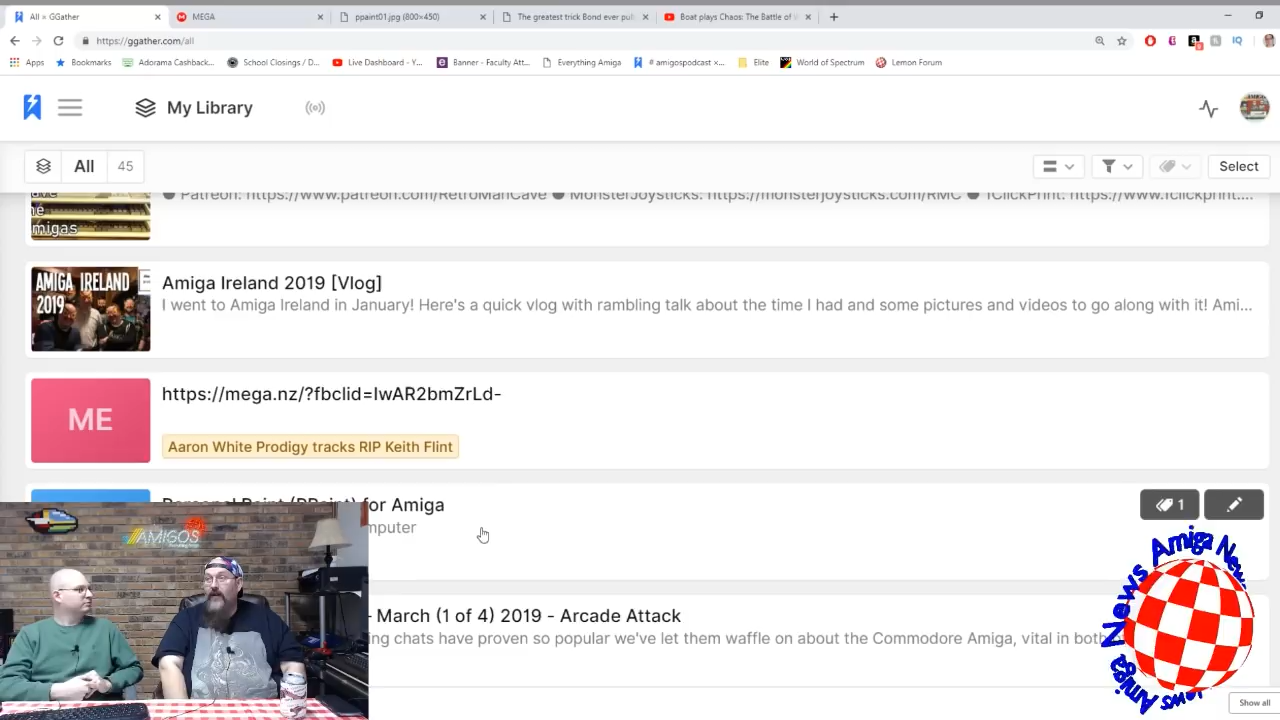 All × GGather
MEGA
ppaint01.jpg (800×450)
The greatest trick Bond ever pul
Boat plays Chaos: The Battle of
https://ggather.com/all
Apps
Bookmarks
Adorama Cashback...
School Closings / D...
Live Dashboard - Y...
Banner - Faculty Att...
Everything Amiga
# amigospodcast ×...
Elite
World of Spectrum
Lemon Forum
My Library
All
45
Select
Patreon: https://www.patreon.com/RetroManCave ● MonsterJoysticks: https://monsterjoysticks.com/RMC ● 1ClickPrint: https://www.1clickprint....
migas
Amiga Ireland 2019 [Vlog]
I went to Amiga Ireland in January! Here's a quick vlog with rambling talk about the time I had and some pictures and videos to go along with it! Ami...
AMIGA IRELAND
2019
https://mega.nz/?fbclid=IwAR2bmZrLd-
ME
Aaron White Prodigy tracks RIP Keith Flint
Personal Paint (PPaint) for Amiga
mputer
1
AMIGOS
- March (1 of 4) 2019 - Arcade Attack
ing chats have proven so popular we've let them waffle on about the Commodore Amiga, vital in both
Amiga News Amiga News
Show all